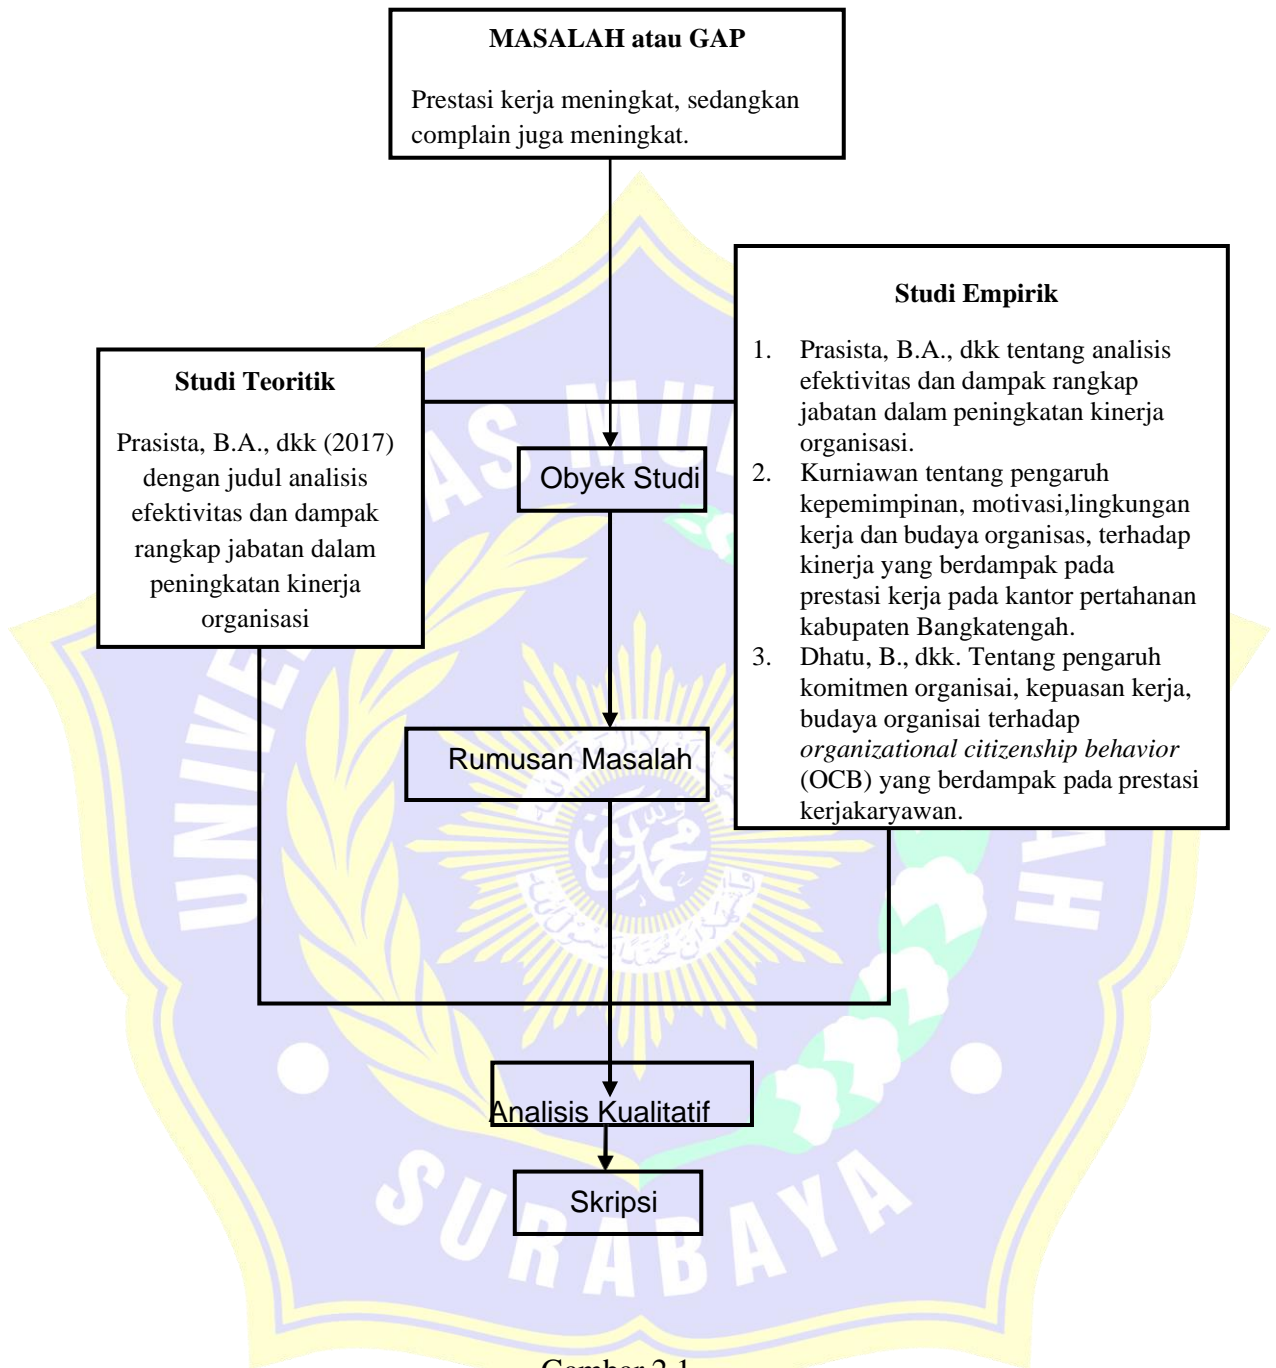 MASALAH atau GAP
Prestasi kerja meningkat, sedangkan
complain juga meningkat.
Studi Empirik
1. Prasista, B.A., dkk tentang analisis
efektivitas dan dampak rangkap
jabatan dalam peningkatan kinerja
organisasi.
2. Kurniawan tentang pengaruh
kepemimpinan, motivasi,lingkungan
kerja dan budaya organisas, terhadap
kinerja yang berdampak pada
prestasi kerja pada kantor pertahanan
kabupaten Bangkatengah.
3. Dhatu, B., dkk. Tentang pengaruh
komitmen organisai, kepuasan kerja,
budaya organisai terhadap
organizational citizenship behavior
(OCB) yang berdampak pada prestasi
kerjakaryawan.
Studi Teoritik
Prasista, B.A., dkk (2017)
dengan judul analisis
efektivitas dan dampak
rangkap jabatan dalam
peningkatan kinerja
organisasi
Obyek Studi
Rumusan Masalah
Analisis Kualitatif
Skripsi
SURABAYA
Gambar 2.1